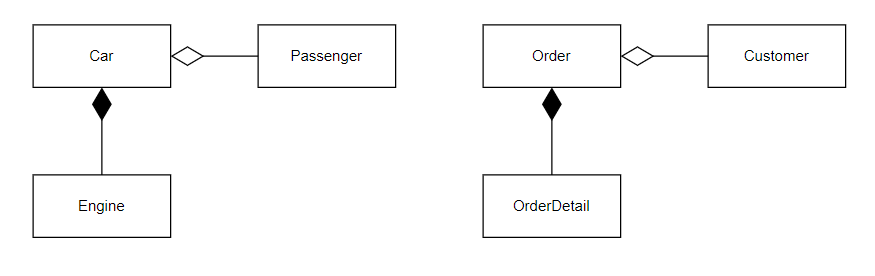 Car
Passenger
Order
Customer
Engine
OrderDetail